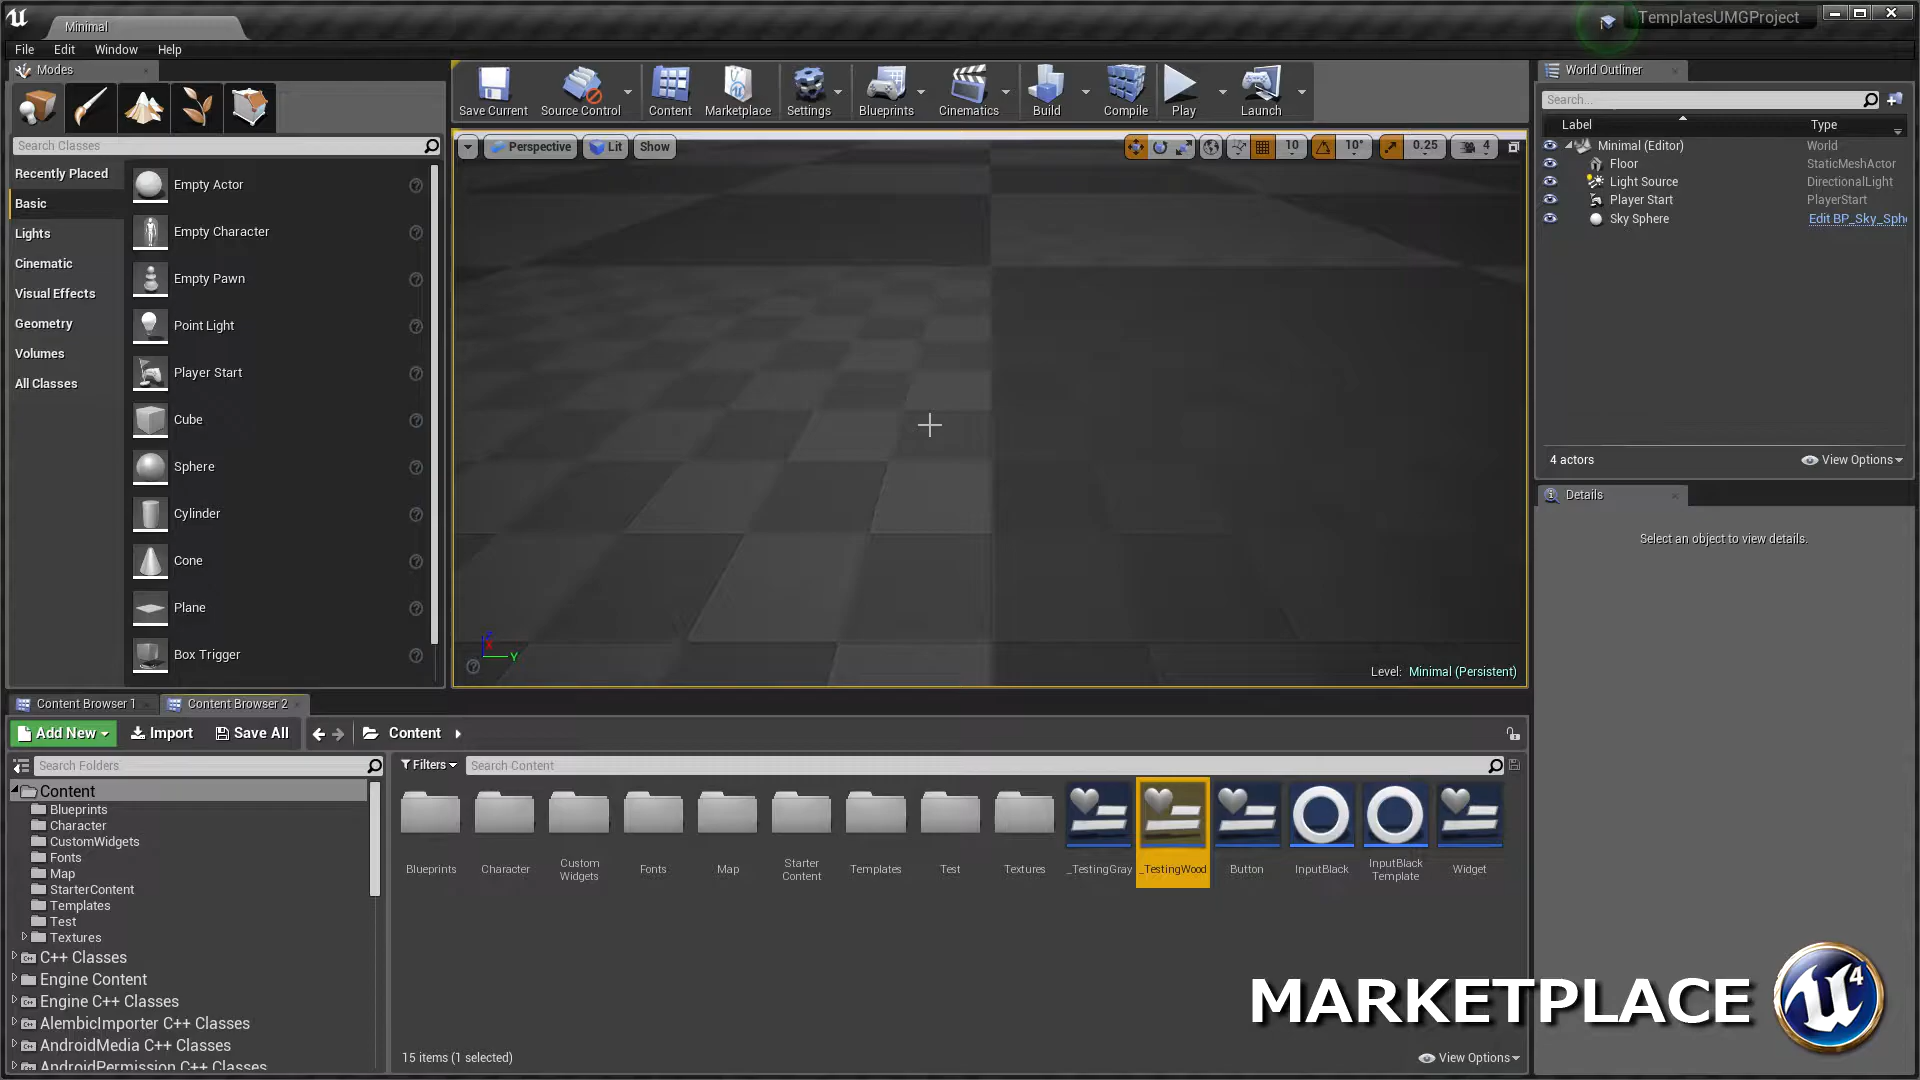 Minimal
TemplatesUMGProject
File Edit Window Help
Modes
Search Classes
Recently Placed
Basic
Lights
Cinematic
Visual Effects
Geometry
Volumes
All Classes
Empty Actor
Empty Character
Empty Pawn
Point Light
Player Start
Cube
Sphere
Cylinder
Cone
Plane
Box Trigger
Save Current
Source Control
Content
Marketplace
Settings
Blueprints
Cinematics
Build
Compile
Play
Launch
Perspective
Lit
Show
10
10°
0.25
4
X
Y
Level: Minimal (Persistent)
World Outliner
Search...
Label Type
Minimal (Editor) World
Floor StaticMeshActor
Light Source DirectionalLight
Player Start PlayerStart
Sky Sphere Edit BP_Sky_Sph
4 actors
View Options
Details
Select an object to view details.
Content Browser 1
Content Browser 2
Add New
Import
Save All
Content
Search Folders
Content
Blueprints
Character
CustomWidgets
Fonts
Map
StarterContent
Templates
Test
Textures
C++ Classes
Engine Content
Engine C++ Classes
AlembicImporter C++ Classes
AndroidMedia C++ Classes
AndroidPermission C++ Classes
Filters
Search Content
Blueprints
Character
Custom
Widgets
Fonts
Map
Starter
Content
Templates
Test
Textures
_TestingGray
_TestingWood
Button
InputBlack
InputBlack
Template
Widget
15 items (1 selected)
View Options
MARKETPLACE
4